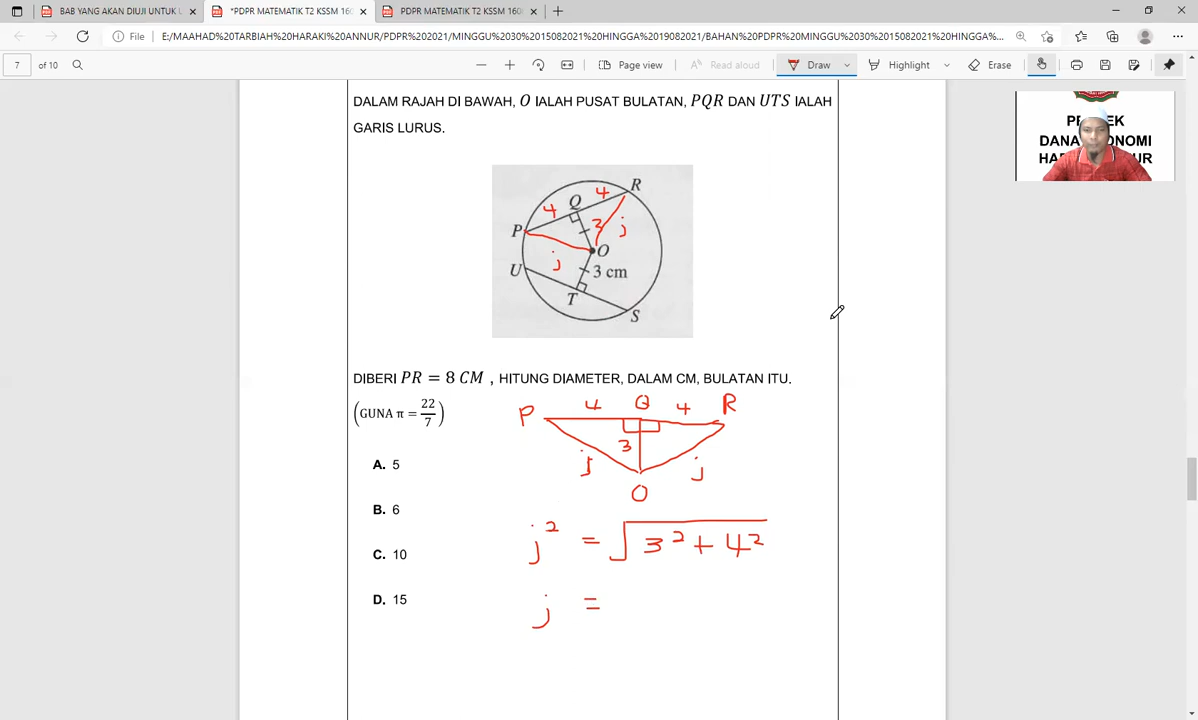 BAB YANG AKAN DIUJI UNTUK
*PDPR MATEMATIK T2 KSSM 160
PDPR MATEMATIK T2 KSSM 160
File
E:/MAAHAD%20TARBIAH%20HARAKI%20ANNUR/PDPR%202021/MINGGU%2030%2015082021%20HINGGA%2019082021/BAHAN%20PDPR%20MINGGU%2030%2015082021%20HINGGA%...
7 of 10
Page view
Read aloud
Draw
Highlight
Erase
DALAM RAJAH DI BAWAH, O IALAH PUSAT BULATAN, PQR DAN UTS IALAH
GARIS LURUS.
4 4 R
Q
P 3 j
O
j
U 3 cm
T
S
DIBERI PR = 8 CM , HITUNG DIAMETER, DALAM CM, BULATAN ITU.
(GUNA π = 22/7)
P 4 Q 4 R
3
j j
O
A. 5
B. 6
C. 10
D. 15
j² = √3² + 4²
j =
DANA